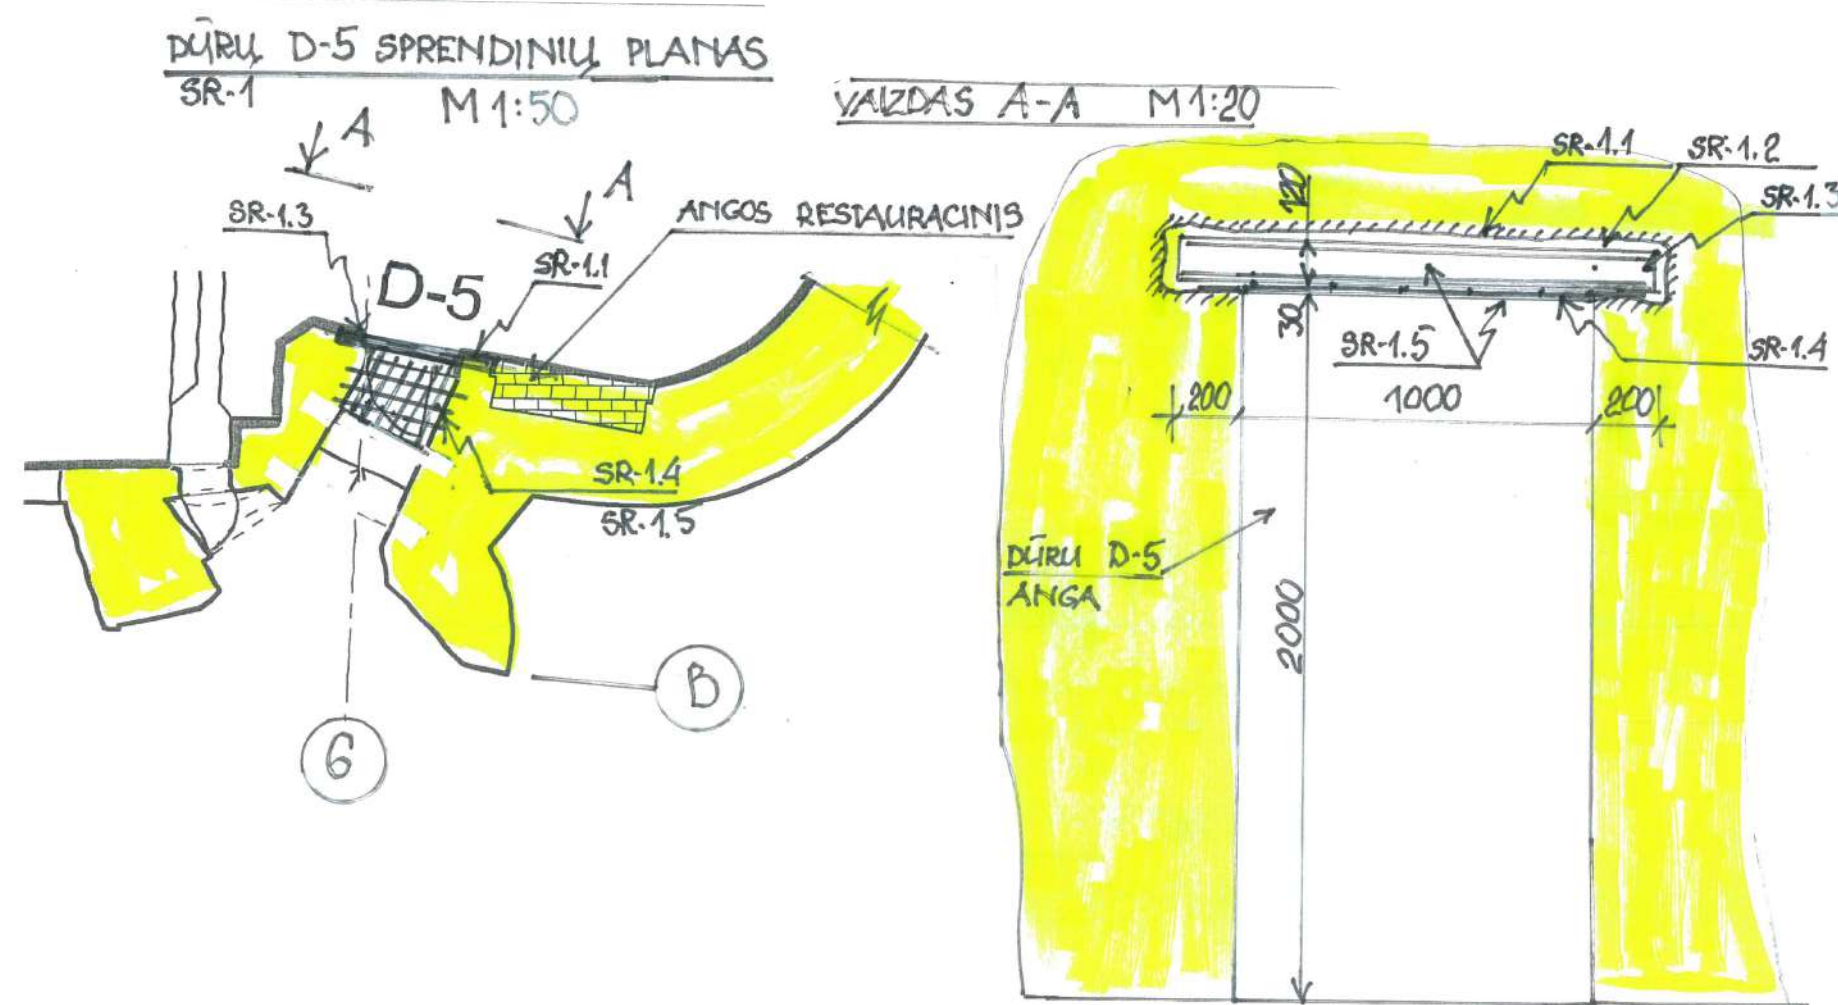 DŪRŲ D-5 SPRENDINIŲ PLANAS
SR-1 M 1:50
A
A
SR-1.3
D-5
SR-1.1
ANGOS RESTAURACINIS
SR-1.4
SR-1.5
B
6
VAIZDAS A-A M 1:20
SR-1.1
SR-1.2
SR-1.3
120
30
SR-1.5
SR-1.4
200
1000
200
DŪRU D-5
ANGA
2000